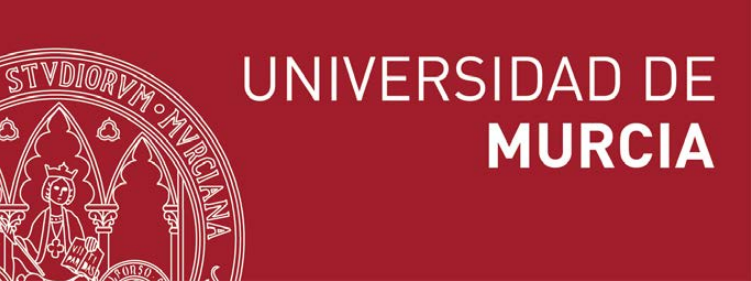 UNIVERSIDAD DE
MURCIA
STVDIORVM · MVRCIANA